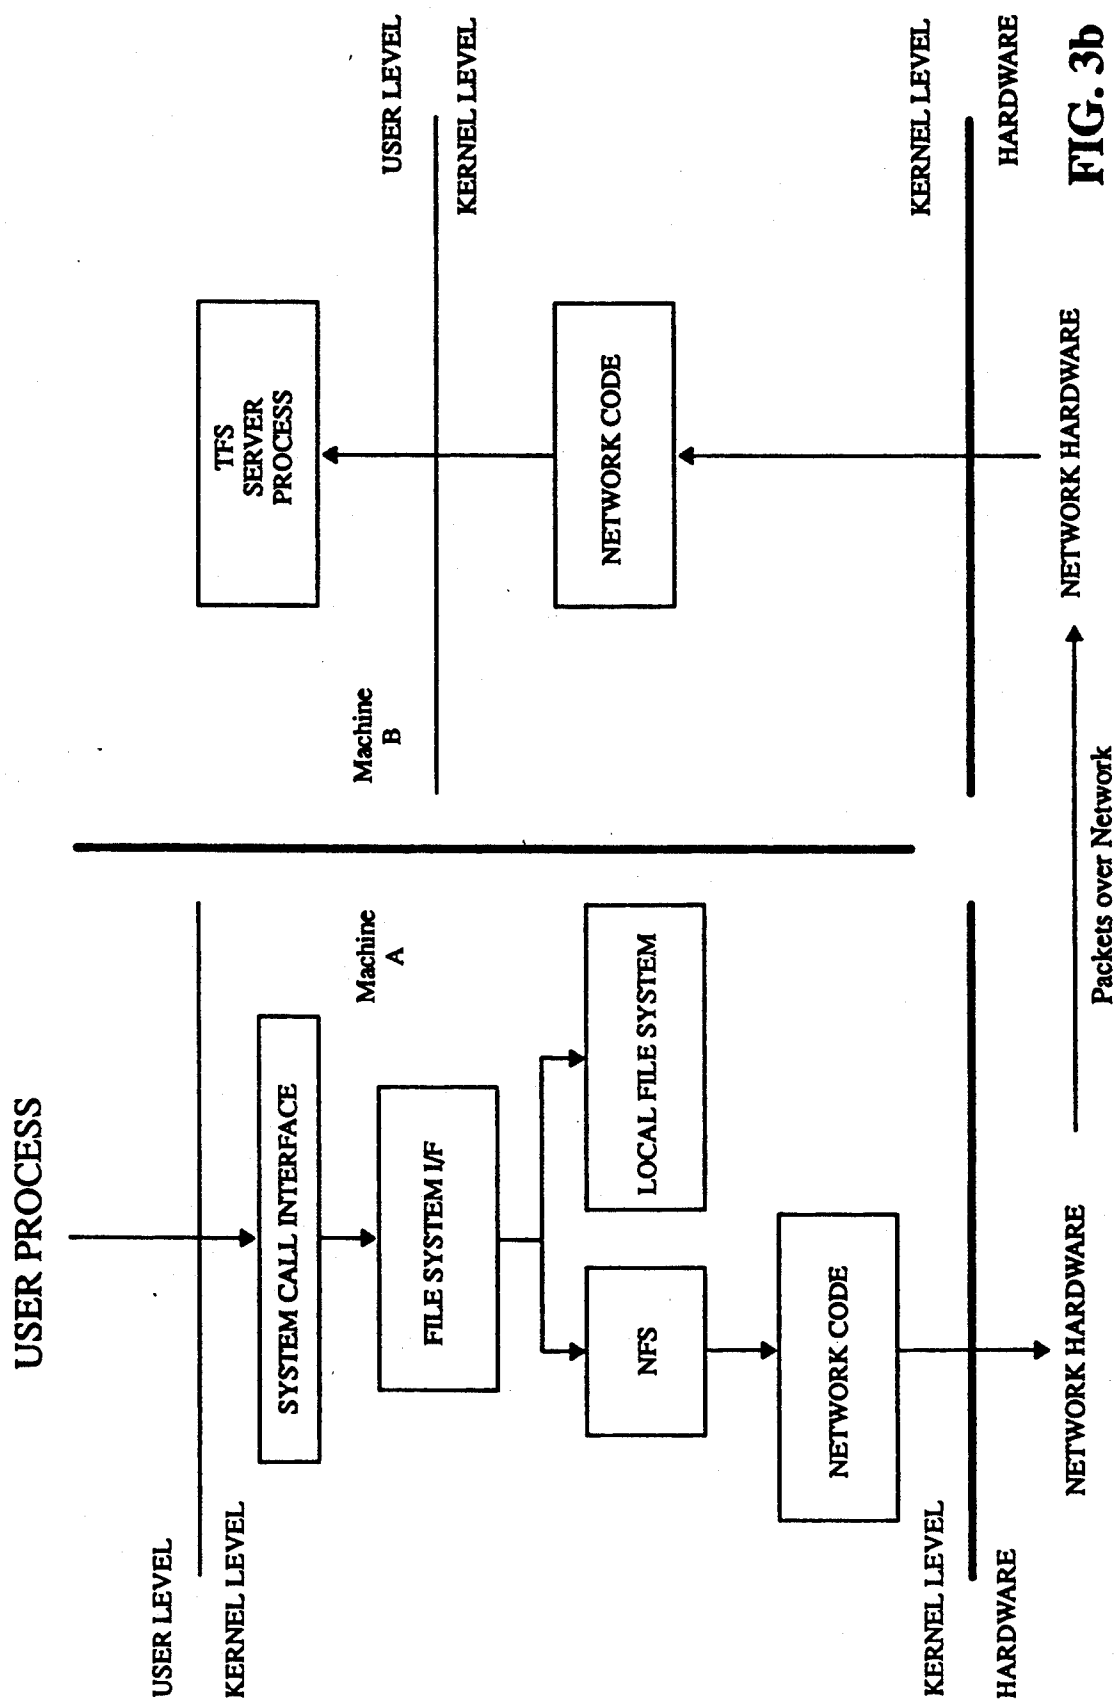 USER PROCESS
USER LEVEL
KERNEL LEVEL
SYSTEM CALL INTERFACE
Machine
A
FILE SYSTEM I/F
NFS
LOCAL FILE SYSTEM
NETWORK CODE
KERNEL LEVEL
HARDWARE
NETWORK HARDWARE
Packets over Network
TFS
SERVER
PROCESS
Machine
B
USER LEVEL
KERNEL LEVEL
NETWORK CODE
KERNEL LEVEL
HARDWARE
NETWORK HARDWARE
FIG. 3b